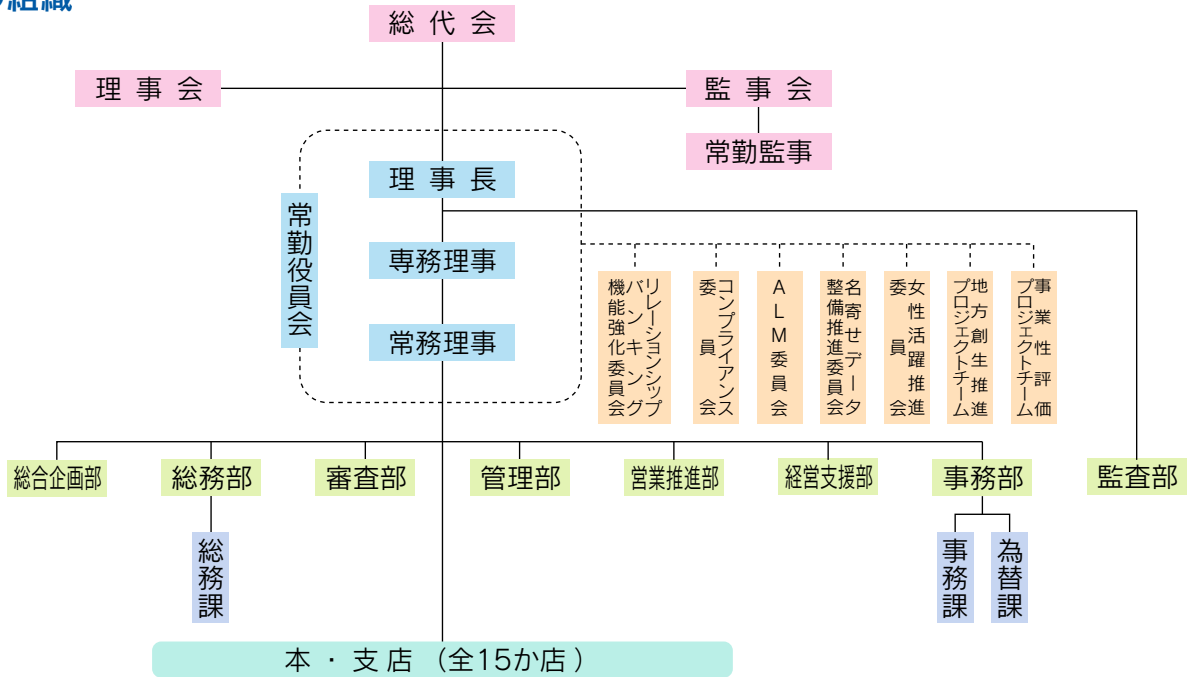 組織
総代会
理事会
監事会
常勤監事
理事長
常勤役員会
専務理事
常務理事
リレーションシップ
バンキング
機能強化委員会
コンプライアンス
委員会
ALM委員会
名寄せデータ
整備推進委員会
女性活躍推進
委員会
地方創生推進
プロジェクトチーム
事業性評価
プロジェクトチーム
総合企画部
総務部
審査部
管理部
営業推進部
経営支援部
事務部
監査部
総務課
事務課
為替課
本・支店（全15か店）